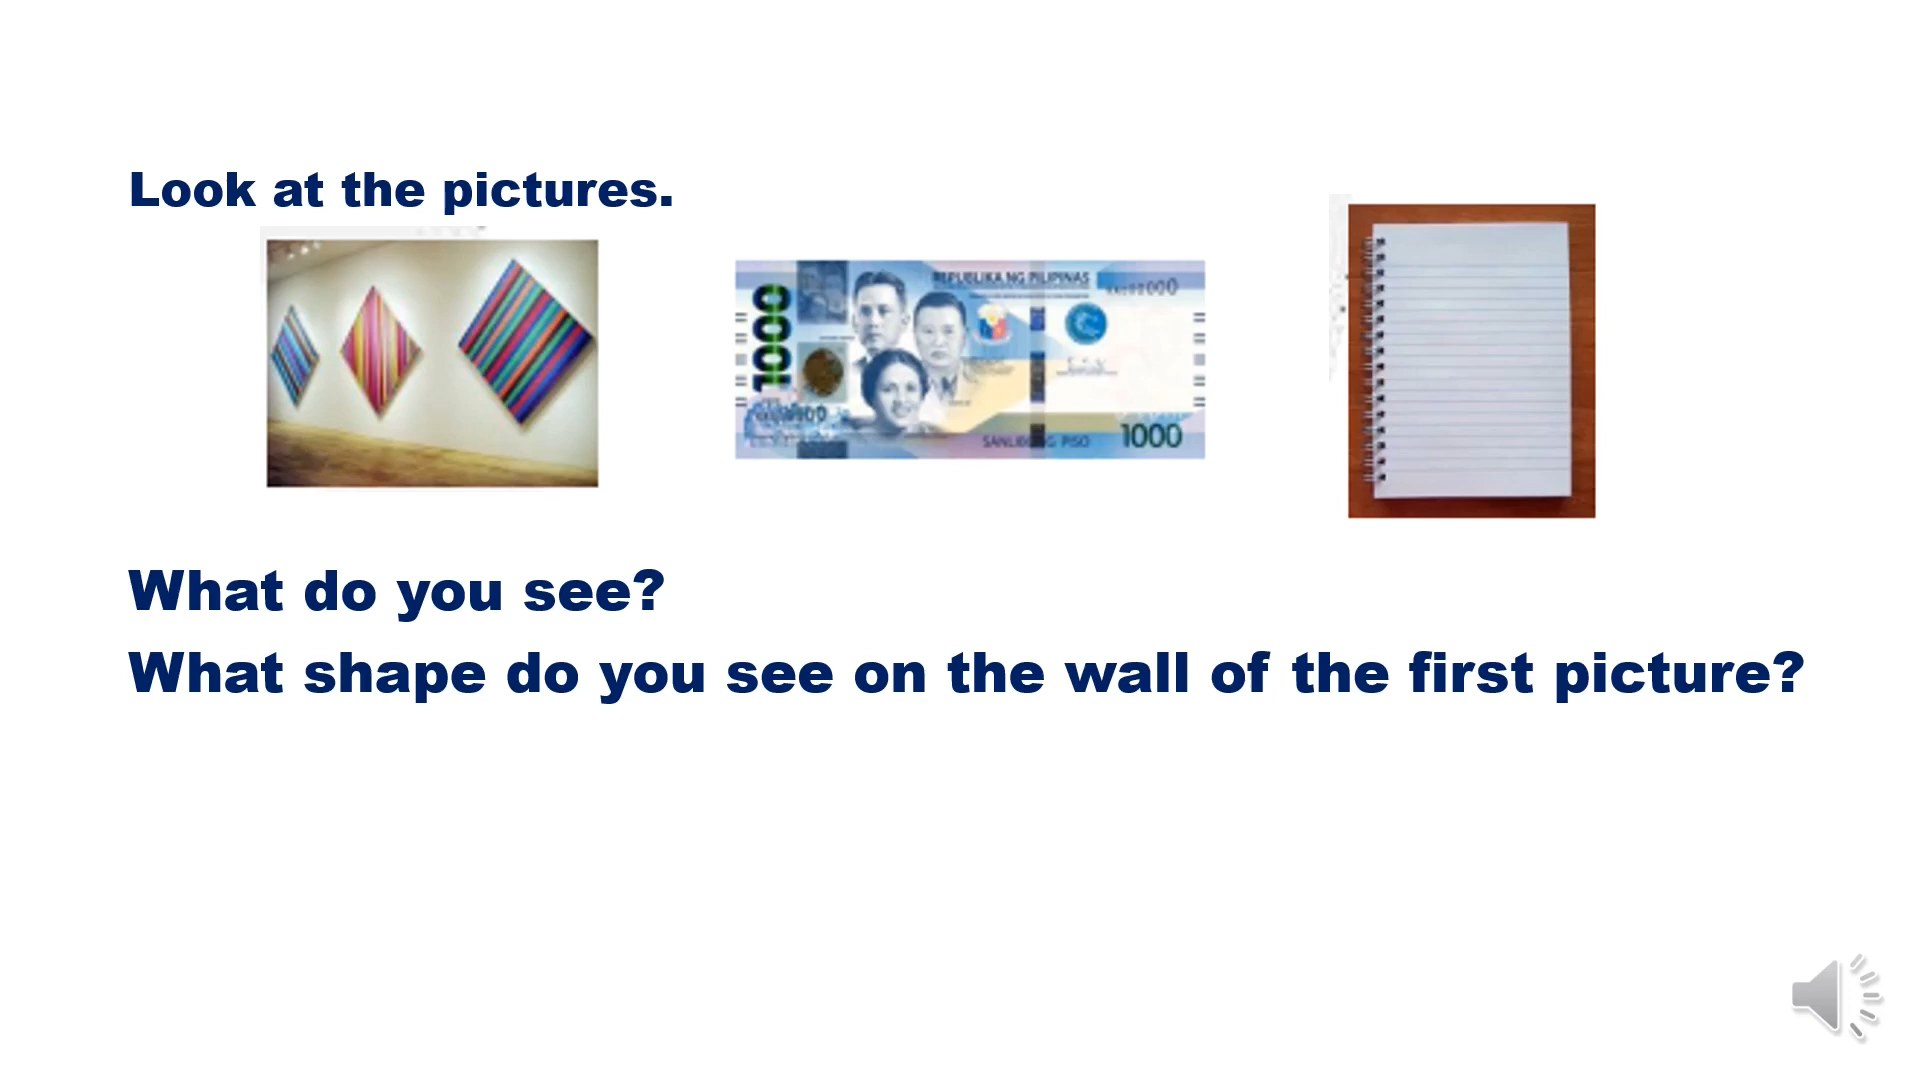 Look at the pictures.
1000
REPUBLIKA NG PILIPINAS
SANLIBONG PISO
1000
What do you see?
What shape do you see on the wall of the first picture?